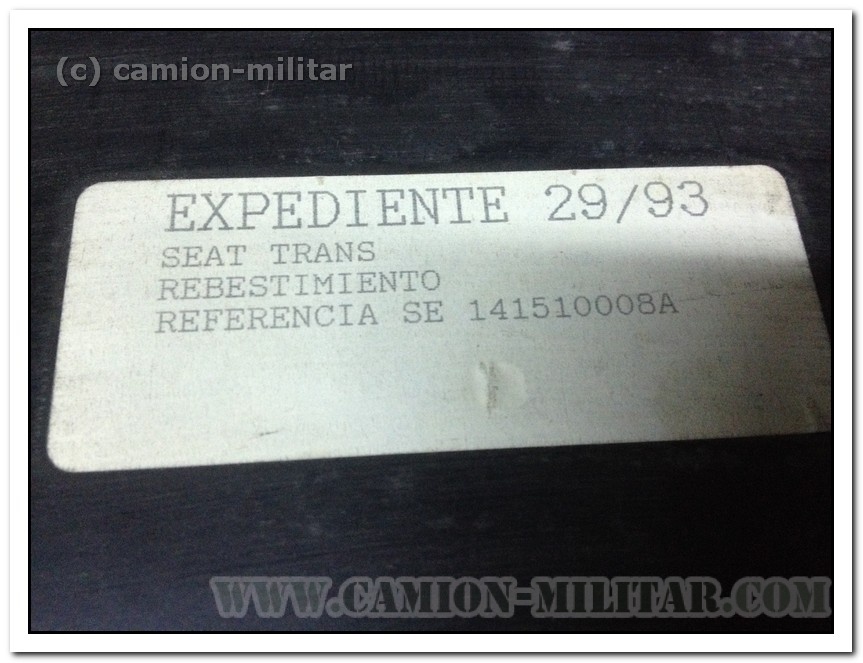 (c) camion-militar
EXPEDIENTE 29/93
SEAT TRANS
REBESTIMIENTO
REFERENCIA SE 141510008A
WWW.CAMION-MILITAR.COM